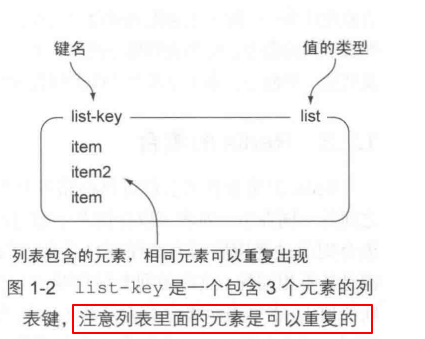 键名
值的类型
list-key
list
item
item2
item
列表包含的元素，相同元素可以重复出现
图 1-2 list-key 是一个包含 3 个元素的列
表键，注意列表里面的元素是可以重复的